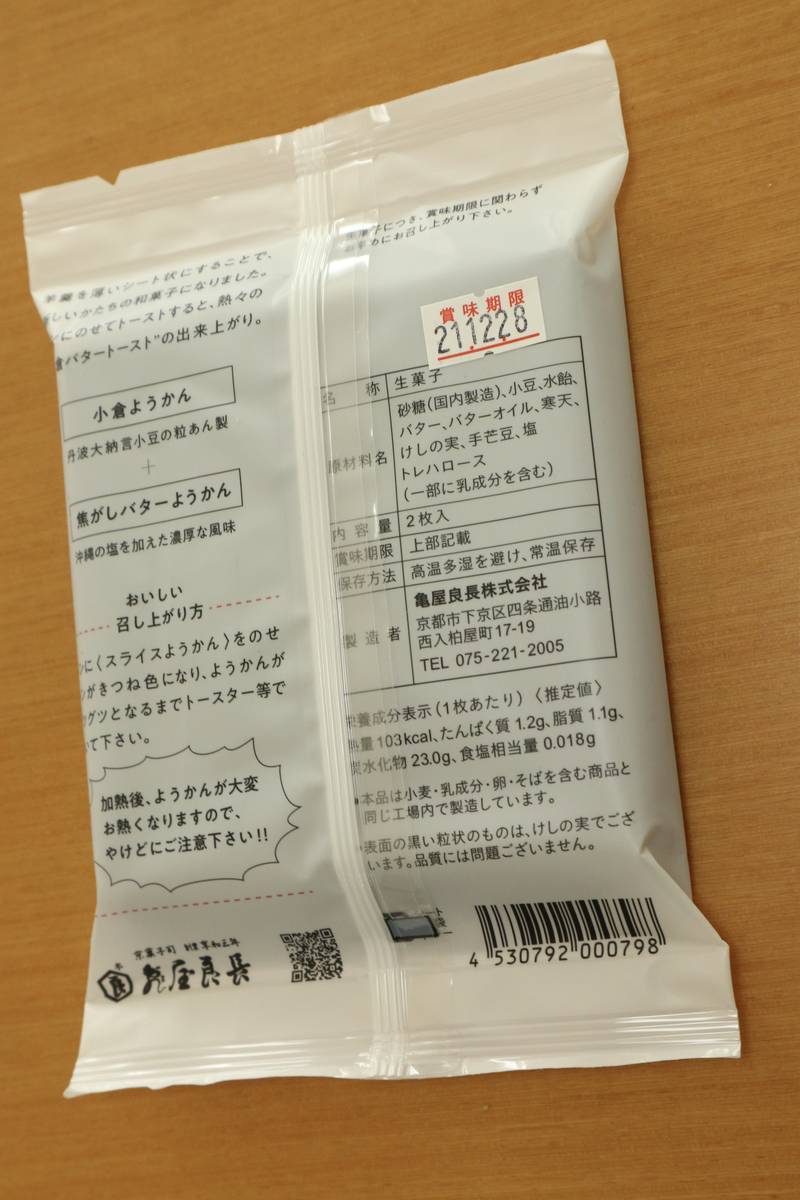 羊羹を薄いシート状にすることで、
しいかたちの和菓子になりました。
にのせてトーストすると、熱々の
倉バタートースト"の出来上がり。
小倉ようかん
丹波大納言小豆の粒あん製
＋
焦がしバターようかん
沖縄の塩を加えた濃厚な風味
おいしい
召し上がり方
ンに〈スライスようかん〉をのせ
ンがきつね色になり、ようかんが
グツとなるまでトースター等で
て下さい。
加熱後、ようかんが大変
お熱くなりますので、
やけどにご注意下さい!!
京菓子司
亀屋良長
生菓子につき、賞味期限に関わらず
お早めにお召し上がり下さい。
賞味期限
211228
名称 生菓子
原材料名 砂糖(国内製造)、小豆、水飴、
バター、バターオイル、寒天、
けしの実、手芒豆、塩
トレハロース
(一部に乳成分を含む)
内容量 2枚入
賞味期限 上部記載
保存方法 高温多湿を避け、常温保存
製造者 亀屋良長株式会社
京都市下京区四条通油小路
西入柏屋町17-19
TEL 075-221-2005
栄養成分表示(1枚あたり)〈推定値〉
熱量103kcal、たんぱく質1.2g、脂質1.1g、
炭水化物23.0g、食塩相当量0.018g
●本品は小麦・乳成分・卵・そばを含む商品と
同じ工場内で製造しています。
●表面の黒い粒状のものは、けしの実でござ
います。品質には問題ございません。
4 530792 000798